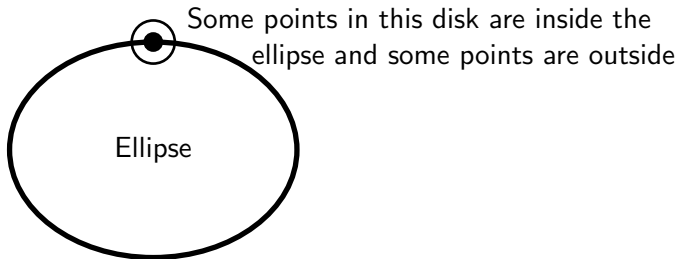 Some points in this disk are inside the
ellipse and some points are outside
Ellipse